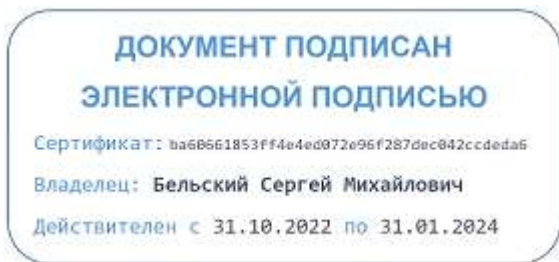 ДОКУМЕНТ ПОДПИСАН
ЭЛЕКТРОННОЙ ПОДПИСЬЮ
Сертификат: ba60661853ff4e4ed072e96f287dec042ccdeda6
Владелец: Бельский Сергей Михайлович
Действителен с 31.10.2022 по 31.01.2024